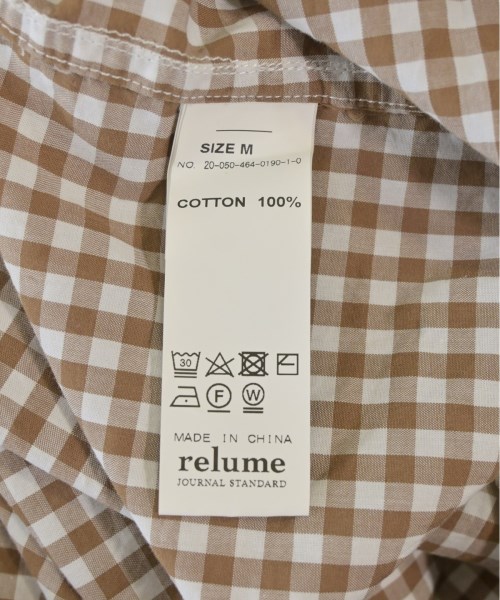 SIZE M
NO 20-050-464-0190-1-0
COTTON 100%
30
F W
MADE IN CHINA
relume
JOURNAL STANDARD